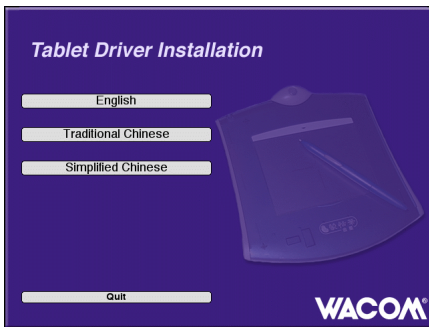 Tablet Driver Installation
English
Traditional Chinese
Simplified Chinese
Quit
WACOM®